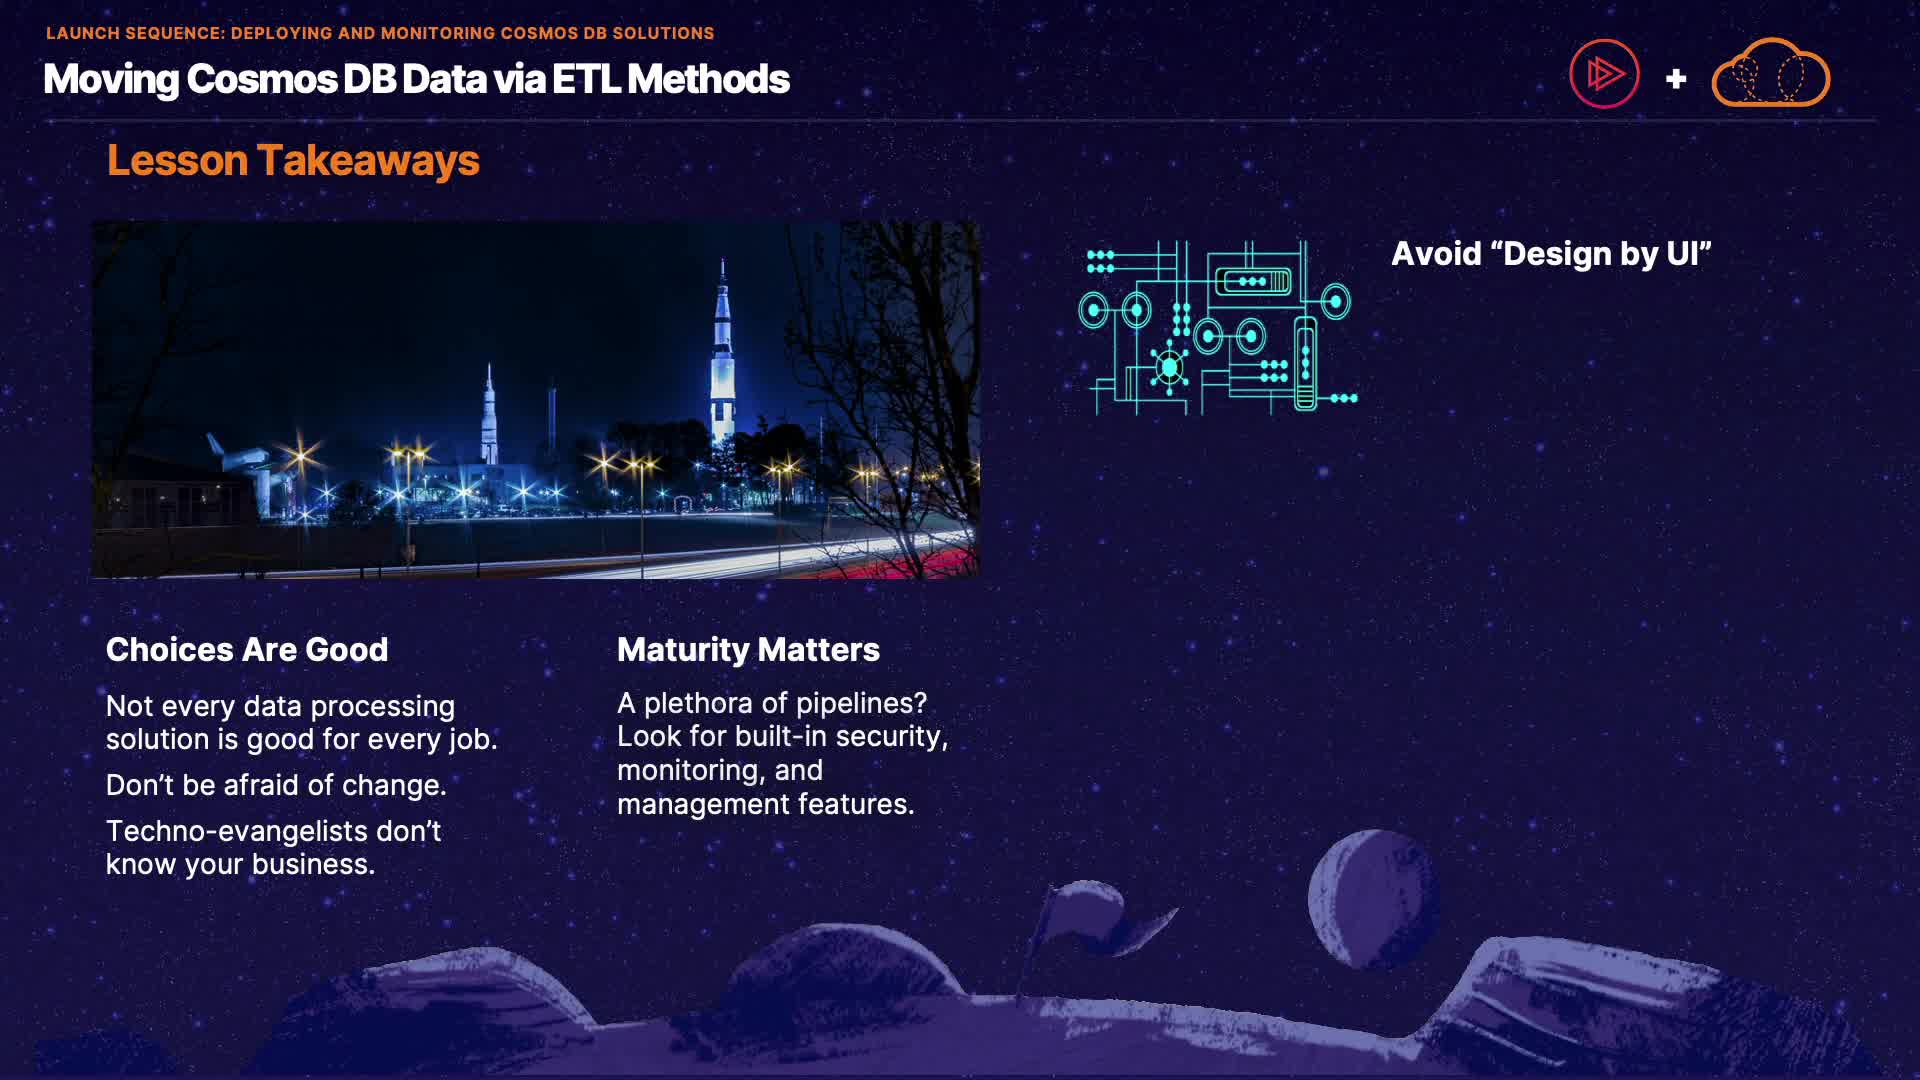 LAUNCH SEQUENCE: DEPLOYING AND MONITORING COSMOS DB SOLUTIONS
Moving Cosmos DB Data via ETL Methods
Lesson Takeaways
Choices Are Good
Not every data processing
solution is good for every job.
Don’t be afraid of change.
Techno-evangelists don’t
know your business.
Maturity Matters
A plethora of pipelines?
Look for built-in security,
monitoring, and
management features.
Avoid “Design by UI”